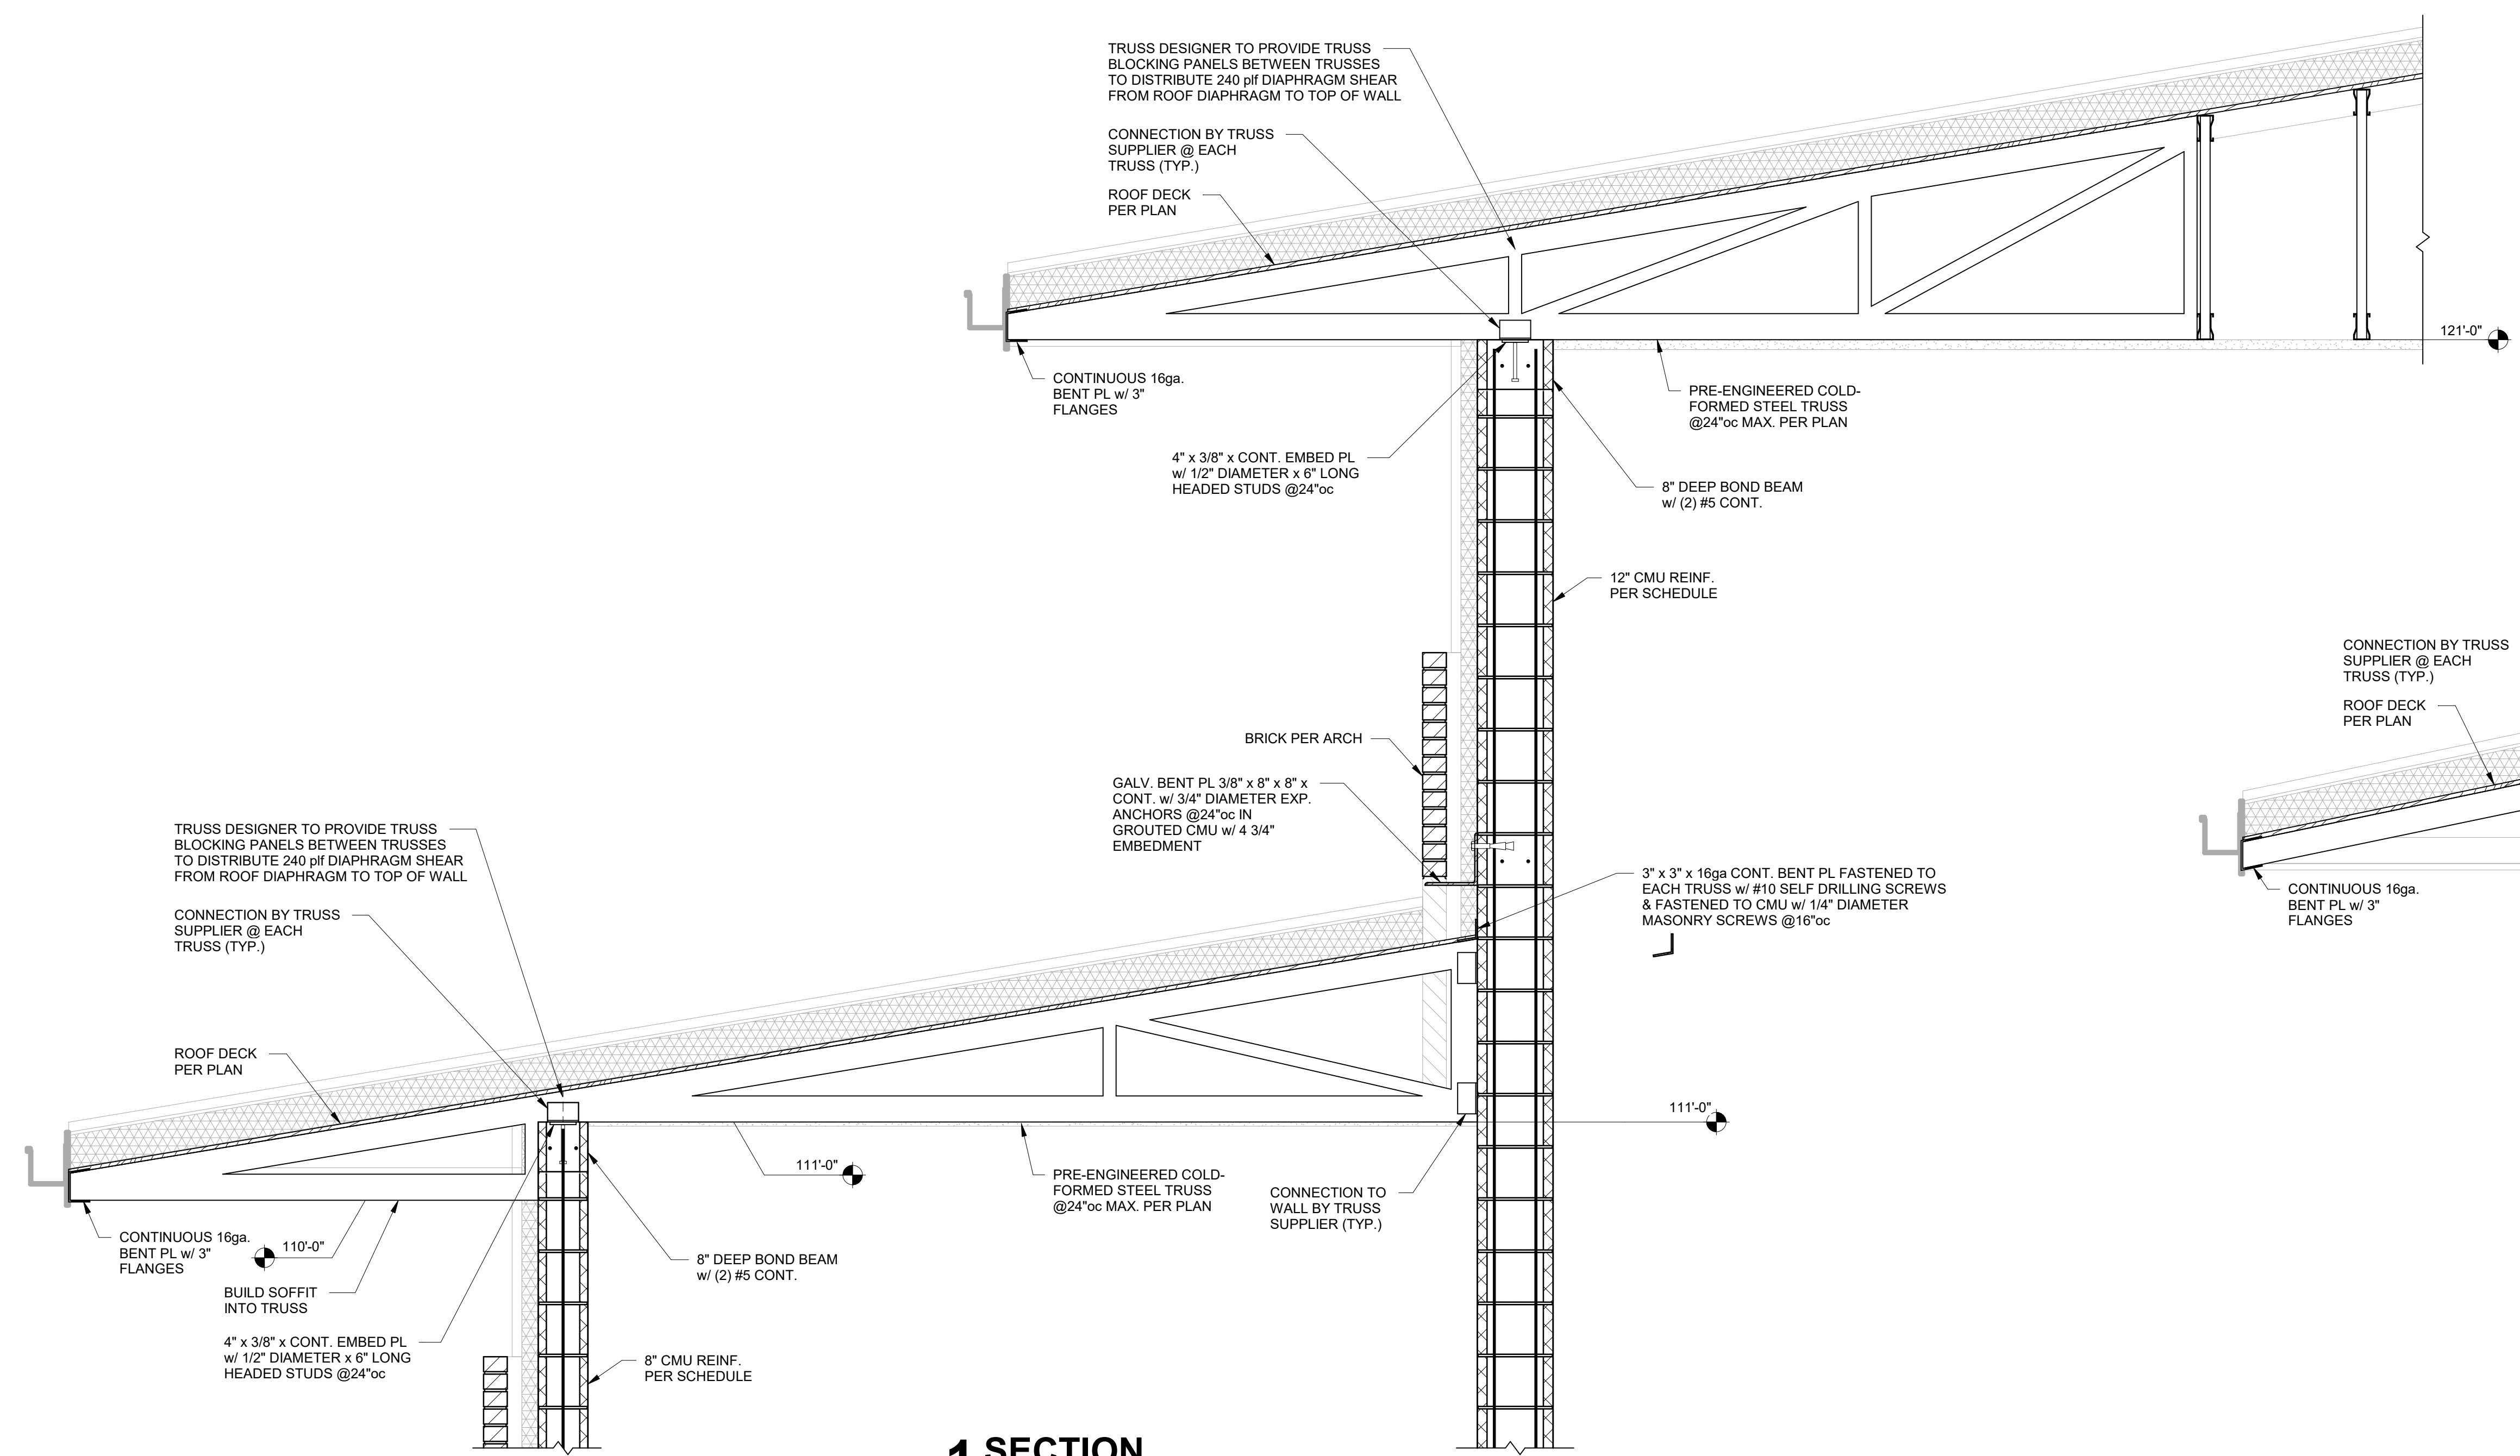 TRUSS DESIGNER TO PROVIDE TRUSS
BLOCKING PANELS BETWEEN TRUSSES
TO DISTRIBUTE 240 plf DIAPHRAGM SHEAR
FROM ROOF DIAPHRAGM TO TOP OF WALL
CONNECTION BY TRUSS
SUPPLIER @ EACH
TRUSS (TYP.)
ROOF DECK
PER PLAN
121'-0"
CONTINUOUS 16ga.
BENT PL w/ 3"
FLANGES
PRE-ENGINEERED COLD-
FORMED STEEL TRUSS
@24"oc MAX. PER PLAN
4" x 3/8" x CONT. EMBED PL
w/ 1/2" DIAMETER x 6" LONG
HEADED STUDS @24"oc
8" DEEP BOND BEAM
w/ (2) #5 CONT.
12" CMU REINF.
PER SCHEDULE
CONNECTION BY TRUSS
SUPPLIER @ EACH
TRUSS (TYP.)
ROOF DECK
PER PLAN
CONTINUOUS 16ga.
BENT PL w/ 3"
FLANGES
BRICK PER ARCH
GALV. BENT PL 3/8" x 8" x 8" x
CONT. w/ 3/4" DIAMETER EXP.
ANCHORS @24"oc IN
GROUTED CMU w/ 4 3/4"
EMBEDMENT
3" x 3" x 16ga CONT. BENT PL FASTENED TO
EACH TRUSS w/ #10 SELF DRILLING SCREWS
& FASTENED TO CMU w/ 1/4" DIAMETER
MASONRY SCREWS @16"oc
TRUSS DESIGNER TO PROVIDE TRUSS
BLOCKING PANELS BETWEEN TRUSSES
TO DISTRIBUTE 240 plf DIAPHRAGM SHEAR
FROM ROOF DIAPHRAGM TO TOP OF WALL
CONNECTION BY TRUSS
SUPPLIER @ EACH
TRUSS (TYP.)
ROOF DECK
PER PLAN
111'-0"
111'-0"
PRE-ENGINEERED COLD-
FORMED STEEL TRUSS
@24"oc MAX. PER PLAN
CONNECTION TO
WALL BY TRUSS
SUPPLIER (TYP.)
CONTINUOUS 16ga.
BENT PL w/ 3"
FLANGES
110'-0"
BUILD SOFFIT
INTO TRUSS
8" DEEP BOND BEAM
w/ (2) #5 CONT.
4" x 3/8" x CONT. EMBED PL
w/ 1/2" DIAMETER x 6" LONG
HEADED STUDS @24"oc
8" CMU REINF.
PER SCHEDULE
1 SECTION